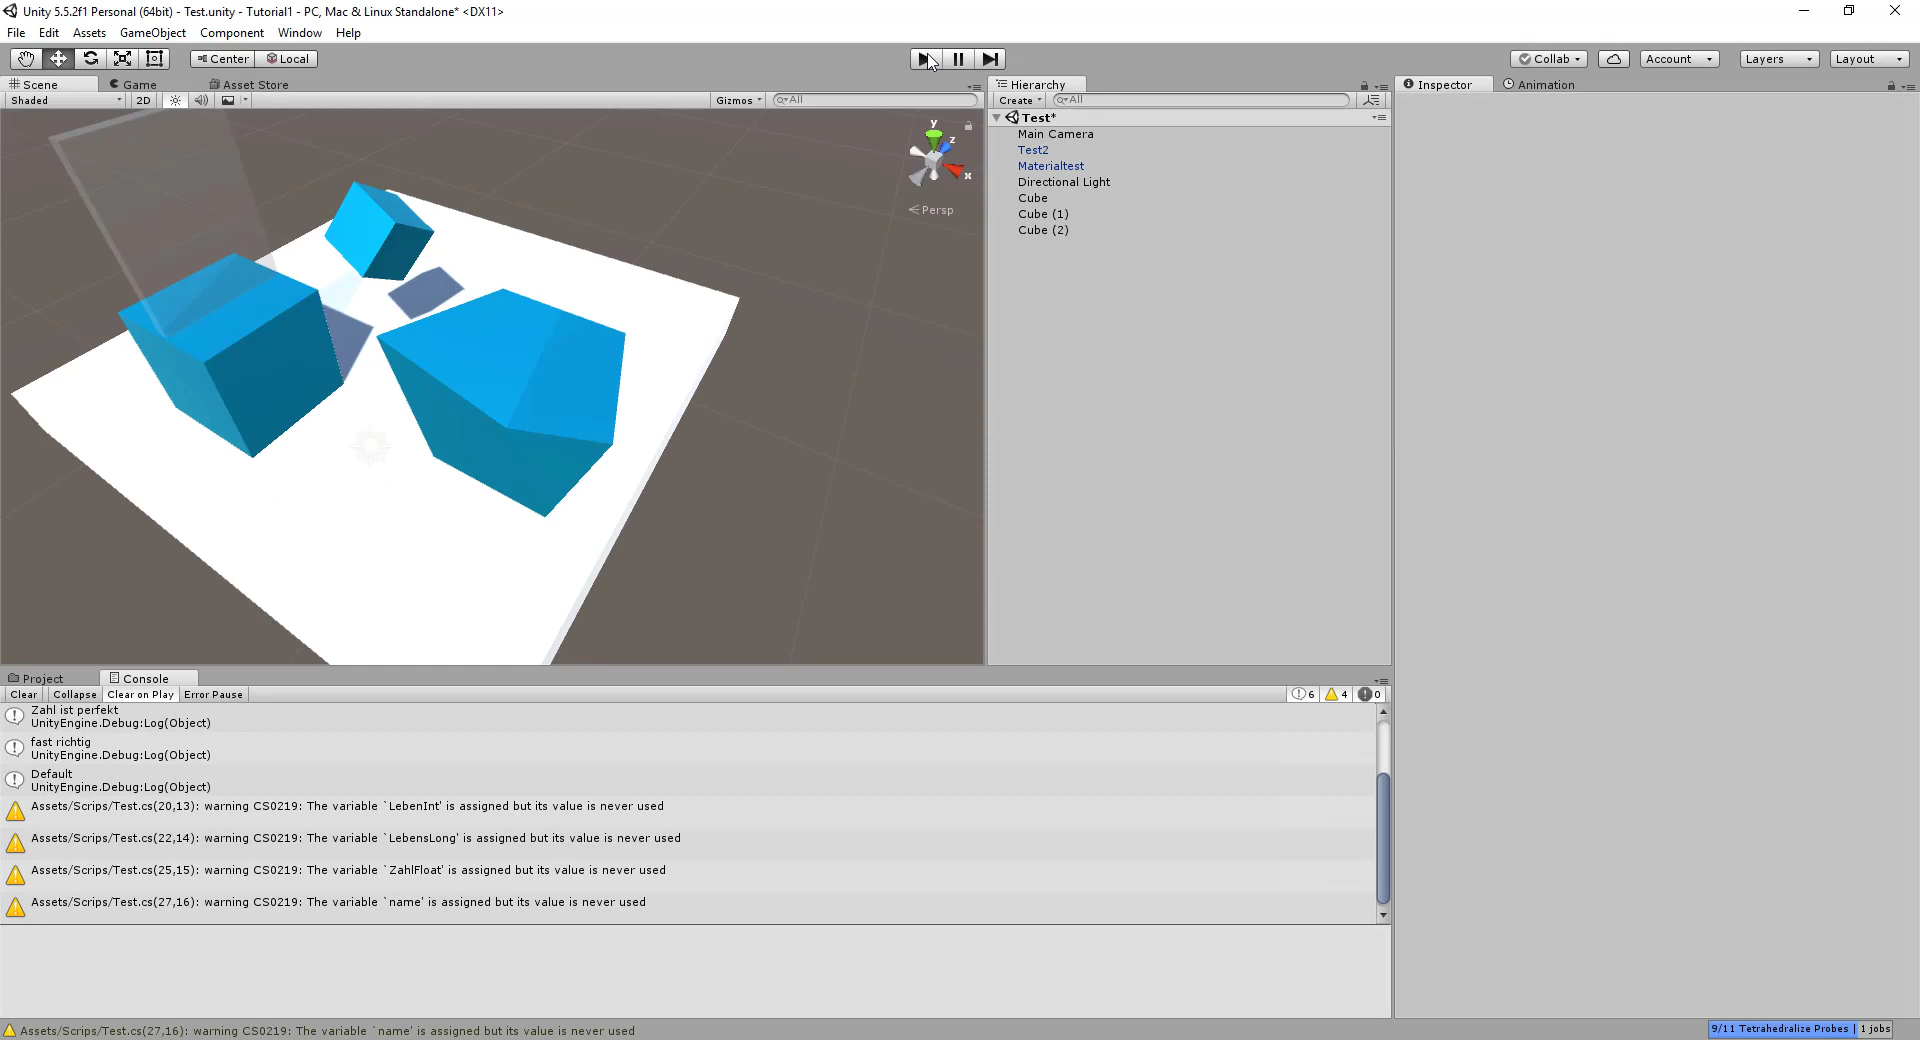 Unity 5.5.2f1 Personal (64bit) - Test.unity - Tutorial1 - PC, Mac & Linux Standalone* <DX11>
File Edit Assets GameObject Component Window Help
Center Local Collab Account Layers Layout
Scene Game Asset Store
Shaded 2D Gizmos All
y
z
x
Persp
Hierarchy
Create All
Test*
Main Camera
Test2
Materialtest
Directional Light
Cube
Cube (1)
Cube (2)
Inspector Animation
Project Console
Clear Collapse Clear on Play Error Pause 6 4 0
Zahl ist perfekt
UnityEngine.Debug:Log(Object)
fast richtig
UnityEngine.Debug:Log(Object)
Default
UnityEngine.Debug:Log(Object)
Assets/Scrips/Test.cs(20,13): warning CS0219: The variable `LebenInt' is assigned but its value is never used
Assets/Scrips/Test.cs(22,14): warning CS0219: The variable `LebensLong' is assigned but its value is never used
Assets/Scrips/Test.cs(25,15): warning CS0219: The variable `ZahlFloat' is assigned but its value is never used
Assets/Scrips/Test.cs(27,16): warning CS0219: The variable `name' is assigned but its value is never used
Assets/Scrips/Test.cs(27,16): warning CS0219: The variable `name' is assigned but its value is never used
9/11 Tetrahedralize Probes | 1 jobs